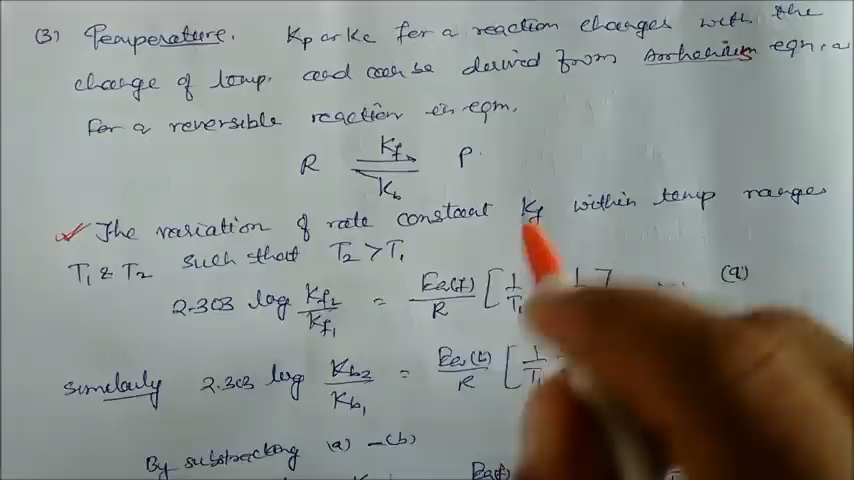 (3) Temperature. Kp or Kc for a reaction changes with the
change of temp. and can be derived from Arrhenius eqn. a
for a reversible reaction in eqm.
R ⇌ P. Kf Kb
✓ The variation of rate constant Kf within temp ranges
T1 & T2 such that T2 > T1
2.303 log Kf2/Kf1 = Ea(f)/R [1/T1 1 ] (a)
Similarly 2.303 log Kb2/Kb1 = Ea(b)/R [1/T1
By substracking (a) - (b)
Ea(f)